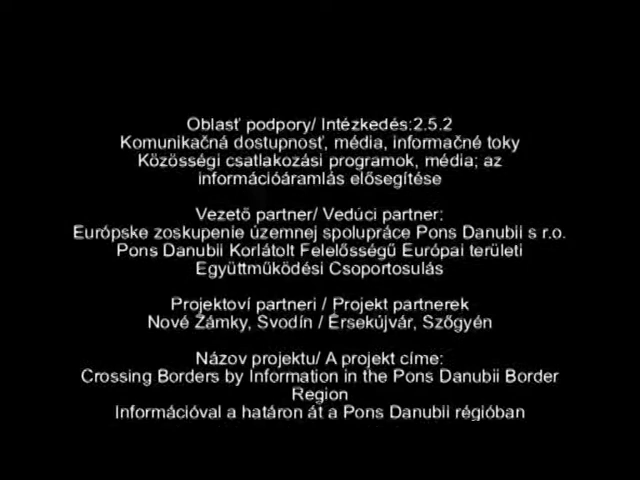 Oblasť podpory/ Intézkedés:2.5.2
Komunikačná dostupnosť, média, informačné toky
Közösségi csatlakozási programok, média; az
információáramlás elősegítése
Vezető partner/ Vedúci partner:
Európske zoskupenie územnej spolupráce Pons Danubii s r.o.
Pons Danubii Korlátolt Felelősségű Európai területi
Együttműködési Csoportosulás
Projektoví partneri / Projekt partnerek
Nové Zámky, Svodín / Érsekújvár, Szőgyén
Názov projektu/ A projekt címe:
Crossing Borders by Information in the Pons Danubii Border
Region
Információval a határon át a Pons Danubii régióban